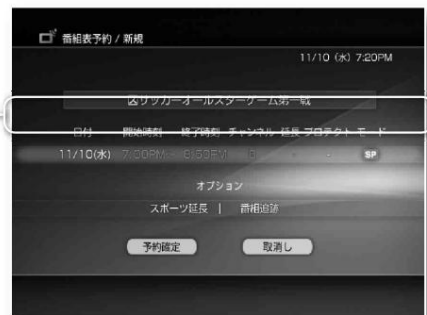 番組表予約 / 新規
11/10 (水) 7:20PM
サッカーオールスターゲーム第一戦
日付 開始時刻 終了時刻 チャンネル 延長 プロテクト モード
11/10(水) 7:00PM SP
オプション
スポーツ延長 | 番組追跡
予約確定 取消し